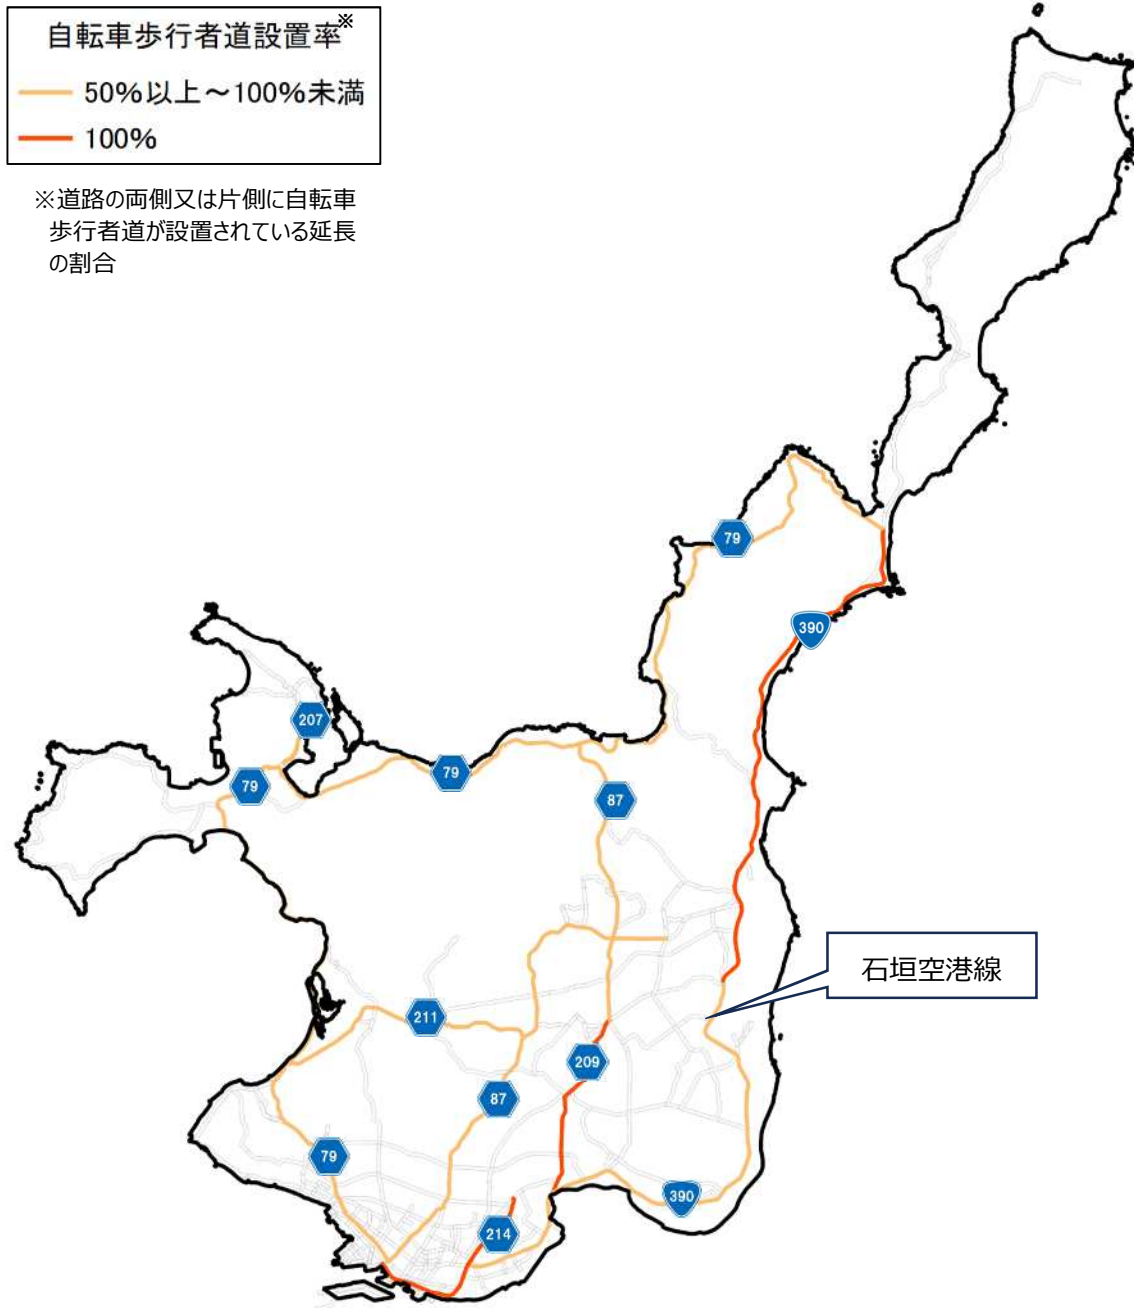 自転車歩行者道設置率※
50%以上～100%未満
100%
※道路の両側又は片側に自転車
歩行者道が設置されている延長
の割合
79
390
207
79
79
87
石垣空港線
211
209
87
79
390
214